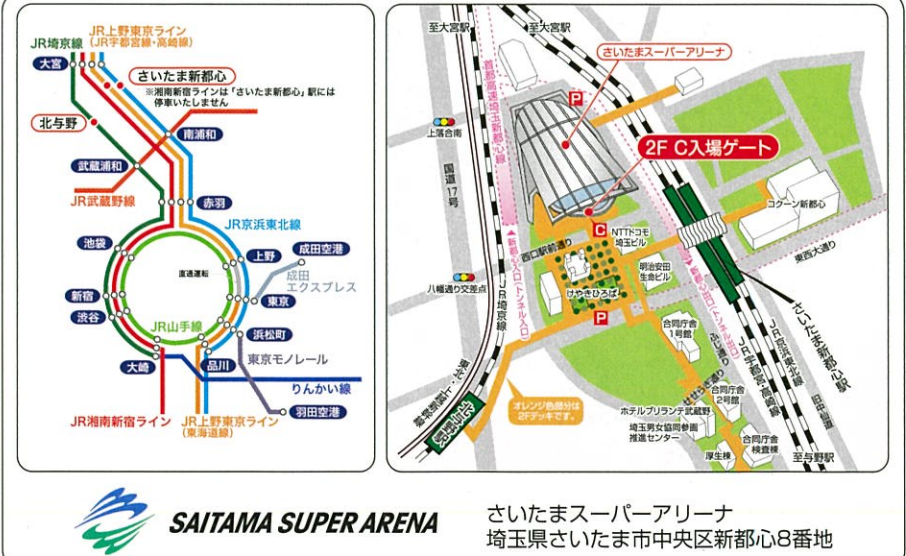 JR上野東京ライン
(JR宇都宮線・高崎線)
JR埼京線
大宮
さいたま新都心
※湘南新宿ラインは「さいたま新都心」駅には
停車いたしません
北与野
南浦和
武蔵浦和
JR武蔵野線
赤羽
JR京浜東北線
池袋
上野
成田空港
直通運転
成田
エクスプレス
新宿
東京
渋谷
JR山手線
浜松町
東京モノレール
大崎
品川
りんかい線
羽田空港
JR湘南新宿ライン
JR上野東京ライン
(東海道線)
至大宮駅
至大宮駅
さいたまスーパーアリーナ
首都高速埼玉新都心線
P
上落合南
国道17号
2F C入場ゲート
コクーン新都心
C
NTTドコモ
埼玉ビル
西口駅前通り
▲新都心入口(トンネル入口)
東西大通り
明治安田
生命ビル
けやきひろば
八幡通り交差点
JR埼京線
▲新都心出口(トンネル出口)
P
合同庁舎
1号館
ふじ通り
せせらぎ通り
さいたま新都心駅
JR京浜東北線
JR宇都宮・高崎線
旧中山道
東北・上越新幹線
北与野駅
オレンジ色部分は
2Fデッキです。
合同庁舎
2号館
ホテルブリランテ武蔵野
埼玉男女協同参画
推進センター
合同庁舎
検査棟
厚生棟
至与野駅
SAITAMA SUPER ARENA
さいたまスーパーアリーナ
埼玉県さいたま市中央区新都心8番地